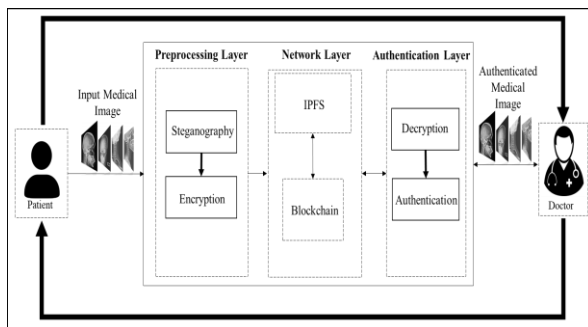 Preprocessing Layer
Network Layer
Authentication Layer
Input Medical
Image
Authenticated
Medical
Image
IPFS
Steganography
Decryption
Encryption
Blockchain
Authentication
Patient
Doctor